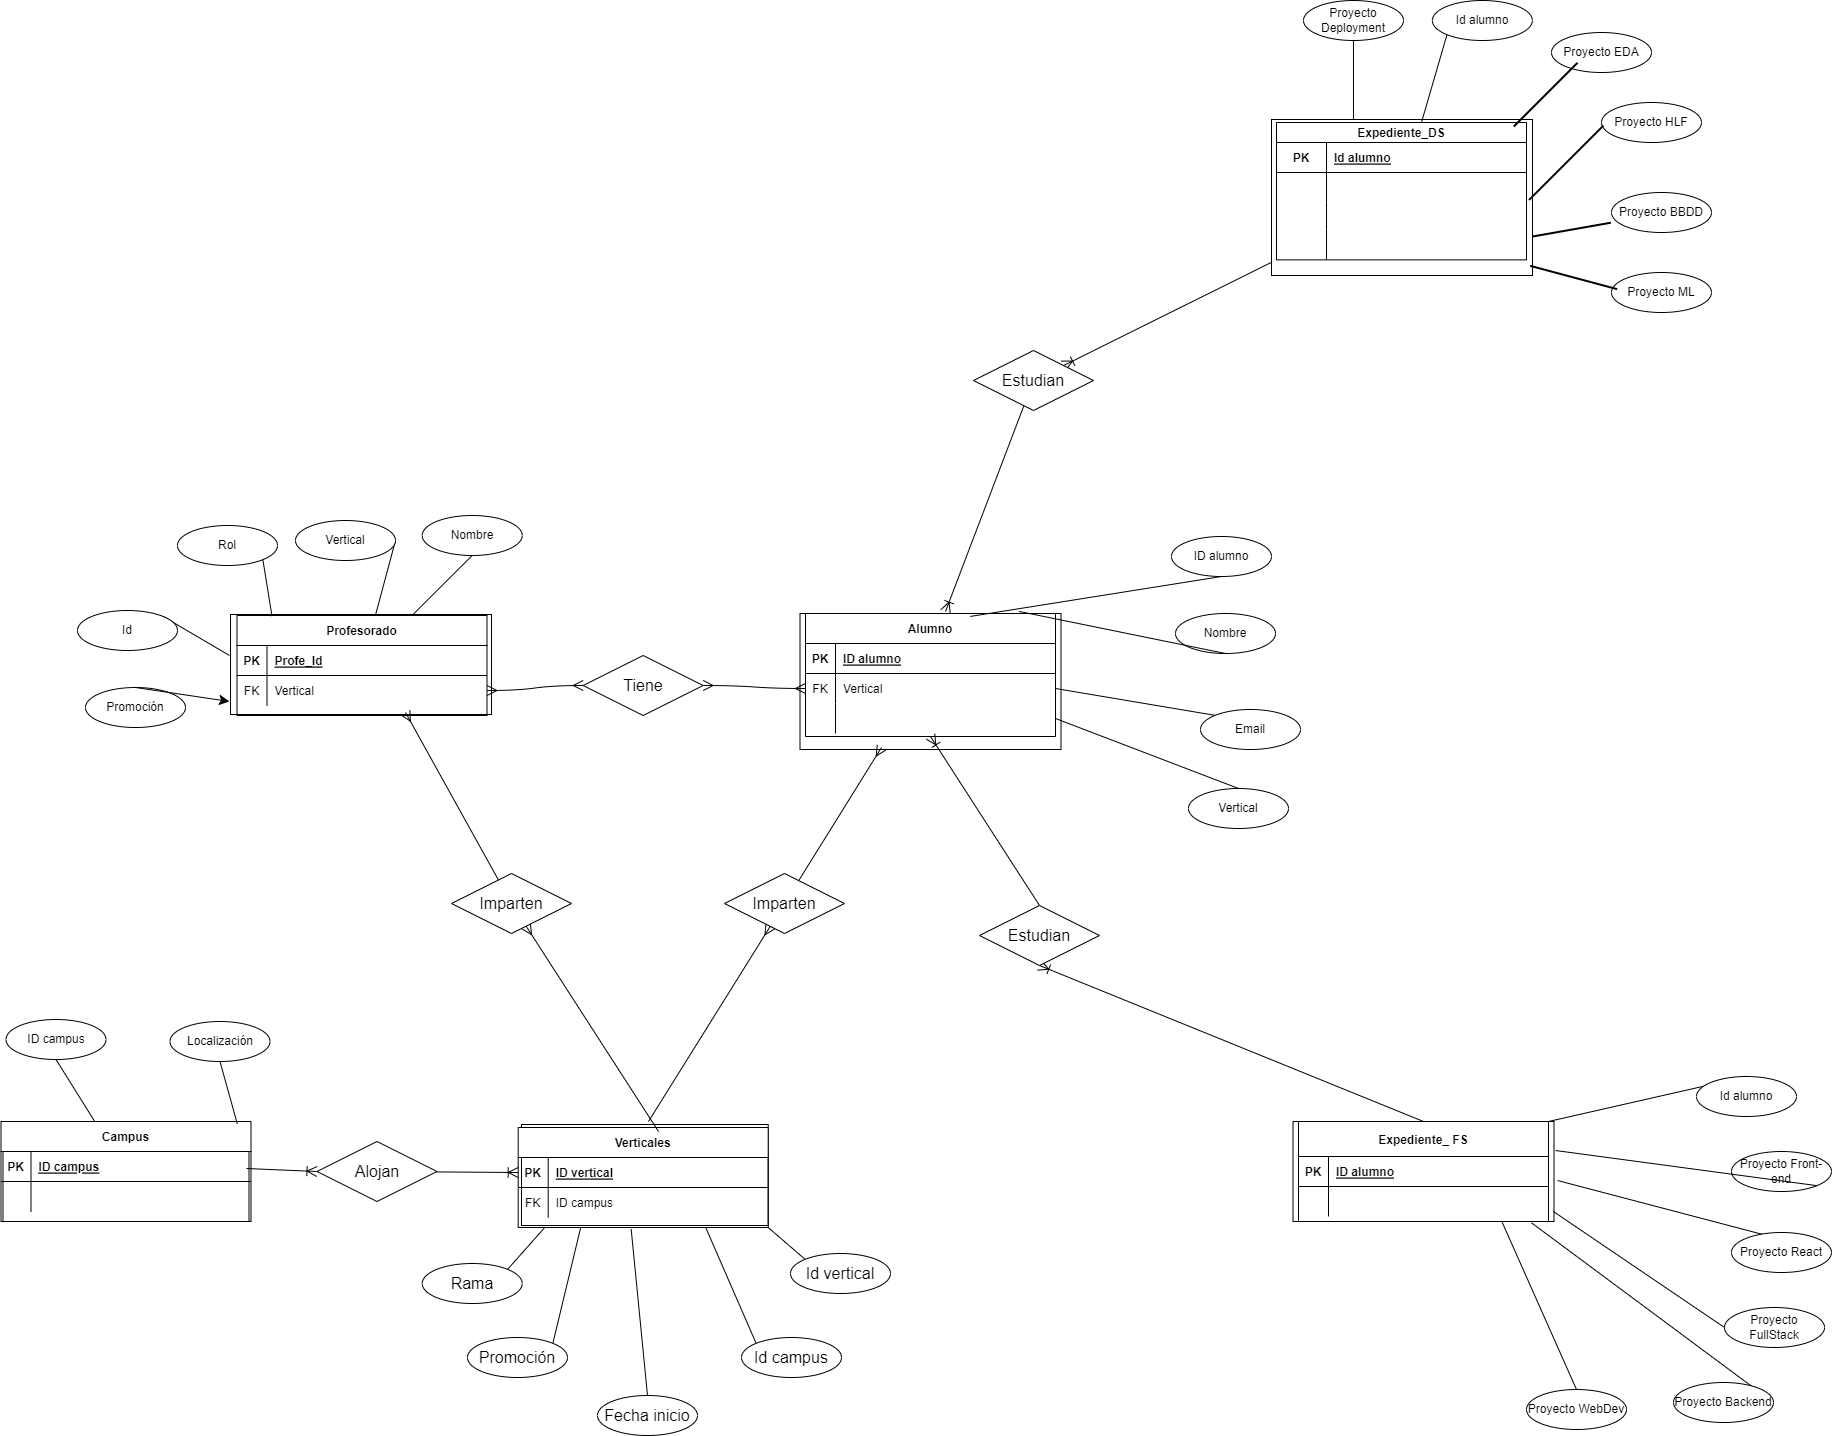 Proyecto
Deployment
Id alumno
Proyecto EDA
Proyecto HLF
Proyecto BBDD
Proyecto ML
Expediente_DS
PK Id alumno
Estudian
Rol
Vertical
Nombre
Id
Promoción
Profesorado
PK Profe_Id
FK Vertical
Tiene
Alumno
PK ID alumno
FK Vertical
ID alumno
Nombre
Email
Vertical
Imparten
Imparten
Estudian
ID campus
Localización
Campus
PK ID campus
Alojan
Verticales
PK ID vertical
FK ID campus
Rama
Promoción
Fecha inicio
Id campus
Id vertical
Expediente_ FS
PK ID alumno
Id alumno
Proyecto Front-
end
Proyecto React
Proyecto
FullStack
Proyecto Backend
Proyecto WebDev